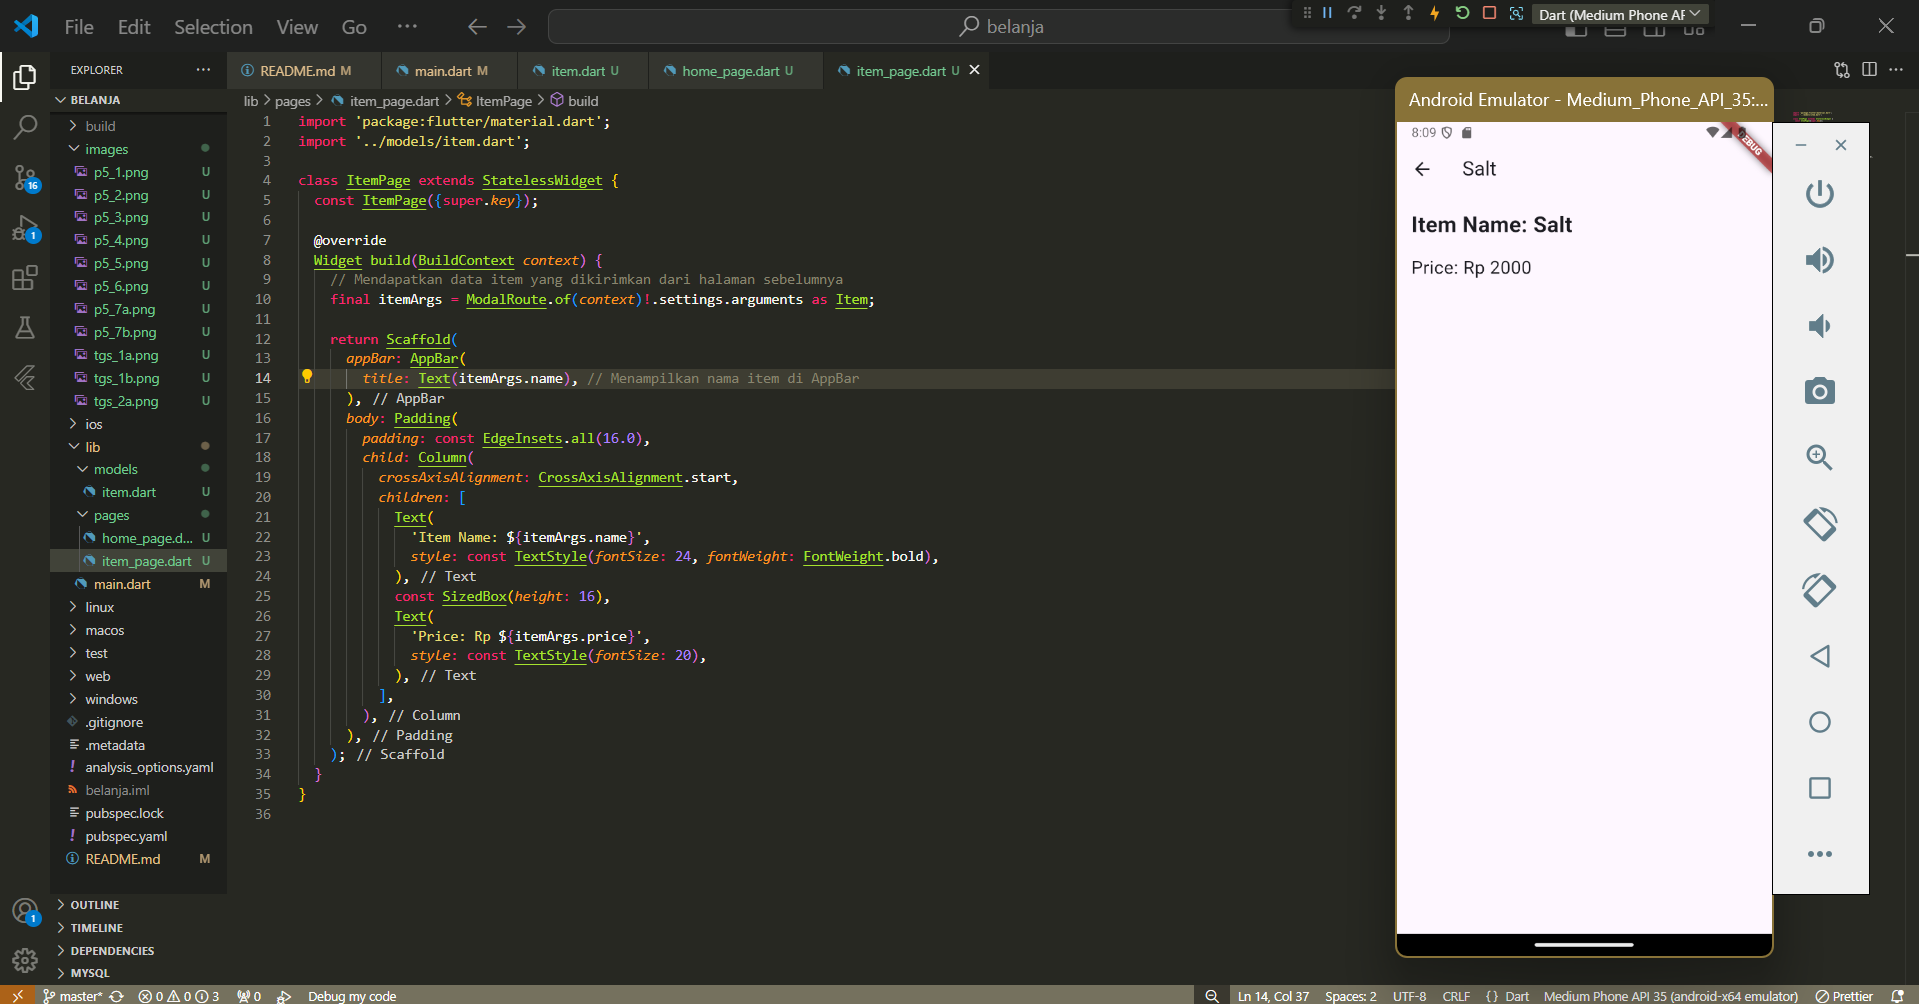 File Edit Selection View Go ··· belanja Dart (Medium Phone AF
EXPLORER ···
README.md M main.dart M item.dart U home_page.dart U item_page.dart U
BELANJA
build
images
p5_1.png U
p5_2.png U
p5_3.png U
p5_4.png U
p5_5.png U
p5_6.png U
p5_7a.png U
p5_7b.png U
tgs_1a.png U
tgs_1b.png U
tgs_2a.png U
ios
lib
models
item.dart U
pages
home_page.d... U
item_page.dart U
main.dart M
linux
macos
test
web
windows
.gitignore
.metadata
analysis_options.yaml
belanja.iml
pubspec.lock
pubspec.yaml
README.md M
OUTLINE
TIMELINE
DEPENDENCIES
MYSQL
16
1
1
lib > pages > item_page.dart > ItemPage > build
1 import 'package:flutter/material.dart';
2 import '../models/item.dart';
3
4 class ItemPage extends StatelessWidget {
5 const ItemPage({super.key});
6
7 @override
8 Widget build(BuildContext context) {
9 // Mendapatkan data item yang dikirimkan dari halaman sebelumnya
10 final itemArgs = ModalRoute.of(context)!.settings.arguments as Item;
11
12 return Scaffold(
13 appBar: AppBar(
14 title: Text(itemArgs.name), // Menampilkan nama item di AppBar
15 ), // AppBar
16 body: Padding(
17 padding: const EdgeInsets.all(16.0),
18 child: Column(
19 crossAxisAlignment: CrossAxisAlignment.start,
20 children: [
21 Text(
22 'Item Name: ${itemArgs.name}',
23 style: const TextStyle(fontSize: 24, fontWeight: FontWeight.bold),
24 ), // Text
25 const SizedBox(height: 16),
26 Text(
27 'Price: Rp ${itemArgs.price}',
28 style: const TextStyle(fontSize: 20),
29 ), // Text
30 ],
31 ), // Column
32 ), // Padding
33 ); // Scaffold
34 }
35 }
36
Android Emulator - Medium_Phone_API_35:...
8:09
DEBUG
Salt
Item Name: Salt
Price: Rp 2000
master* 0 0 3 0 Debug my code Ln 14, Col 37 Spaces: 2 UTF-8 CRLF {} Dart Medium Phone API 35 (android-x64 emulator) Prettier